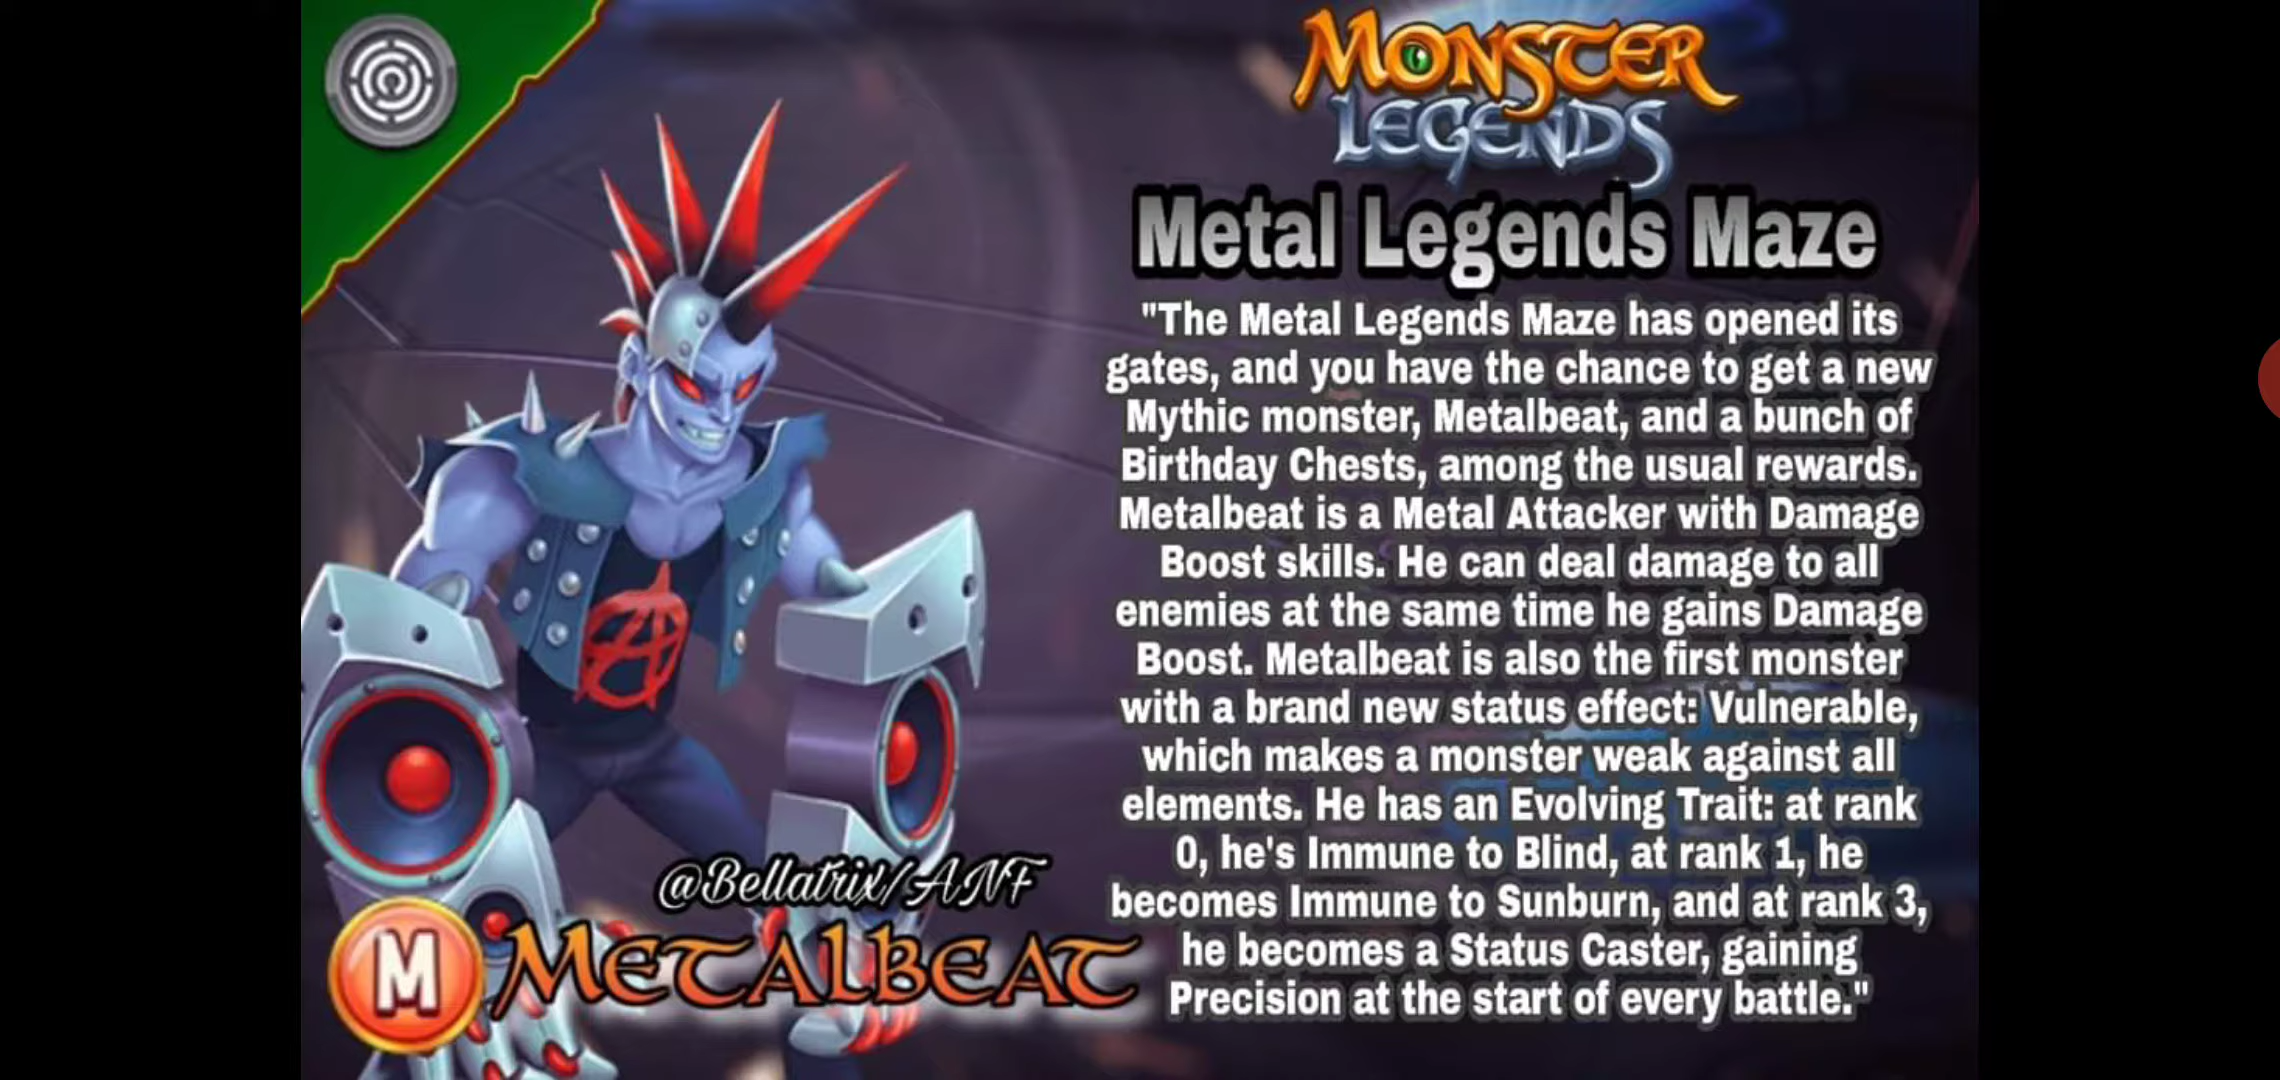 MONSTER
LEGENDS
Metal Legends Maze
"The Metal Legends Maze has opened its
gates, and you have the chance to get a new
Mythic monster, Metalbeat, and a bunch of
Birthday Chests, among the usual rewards.
Metalbeat is a Metal Attacker with Damage
Boost skills. He can deal damage to all
enemies at the same time he gains Damage
Boost. Metalbeat is also the first monster
with a brand new status effect: Vulnerable,
which makes a monster weak against all
elements. He has an Evolving Trait: at rank
0, he's Immune to Blind, at rank 1, he
becomes Immune to Sunburn, and at rank 3,
he becomes a Status Caster, gaining
Precision at the start of every battle."
A
@Bellatrix/ANF
M METALBEAT